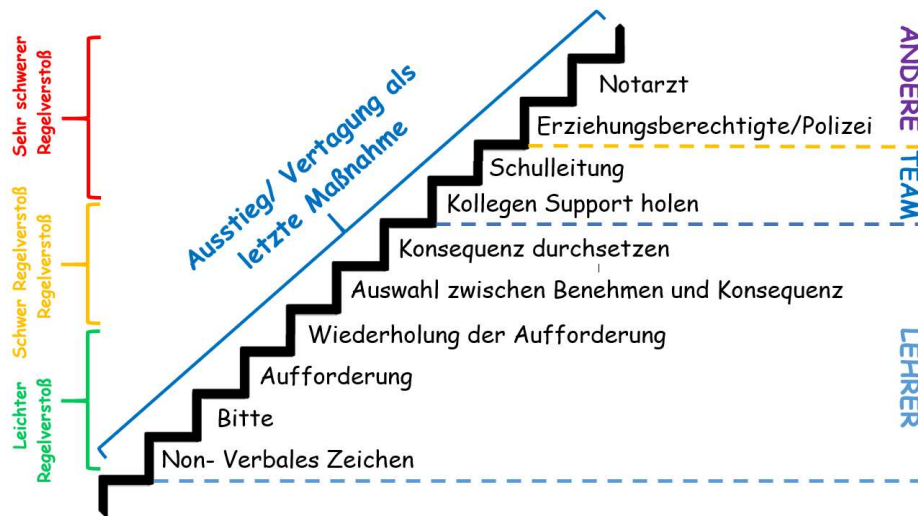 Sehr schwerer
Regelverstoß
Schwer Regelverstoß
Regelverstoß
Leichter
Regelverstoß
Ausstieg/ Vertagung als
letzte Maßnahme
Notarzt
Erziehungsberechtigte/Polizei
Schulleitung
Kollegen Support holen
Konsequenz durchsetzen
Auswahl zwischen Benehmen und Konsequenz
Wiederholung der Aufforderung
Aufforderung
Bitte
Non- Verbales Zeichen
ANDERE
TEAM
LEHRER